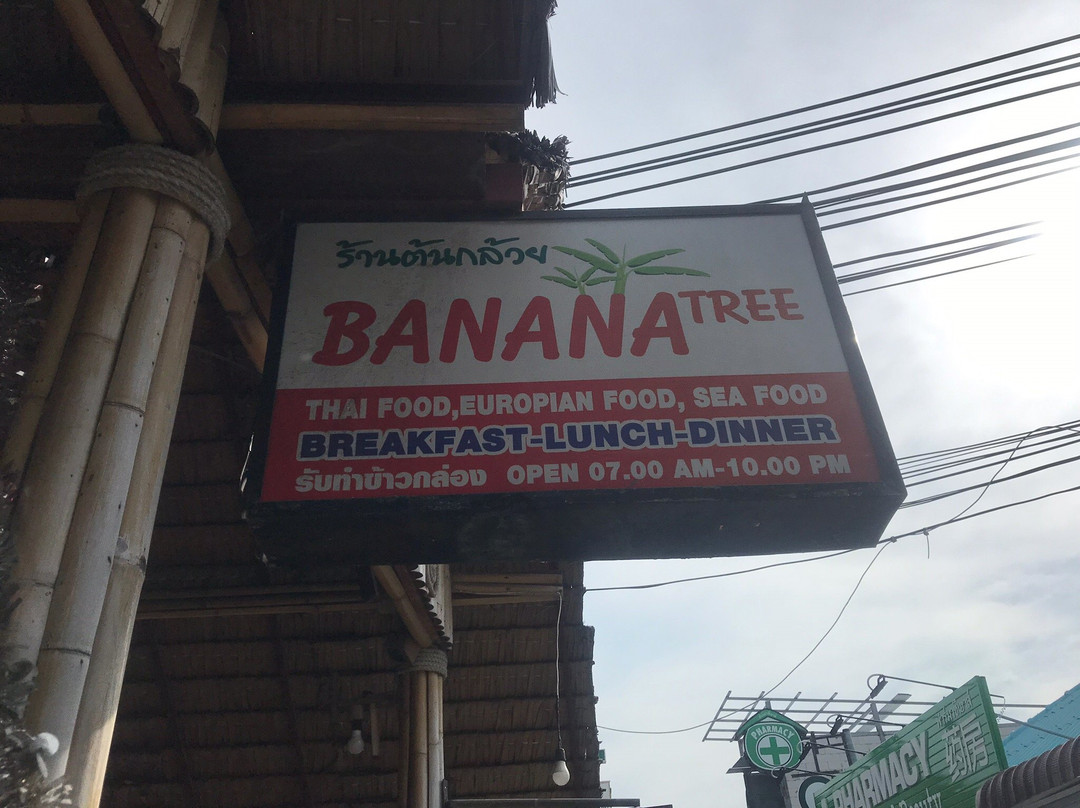 ร้านต้นกล้วย
BANANA TREE
THAI FOOD,EUROPIAN FOOD, SEA FOOD
BREAKFAST-LUNCH-DINNER
รับทำข้าวกล่อง OPEN 07.00 AM-10.00 PM
PHARMACY
PHARMACY 药房